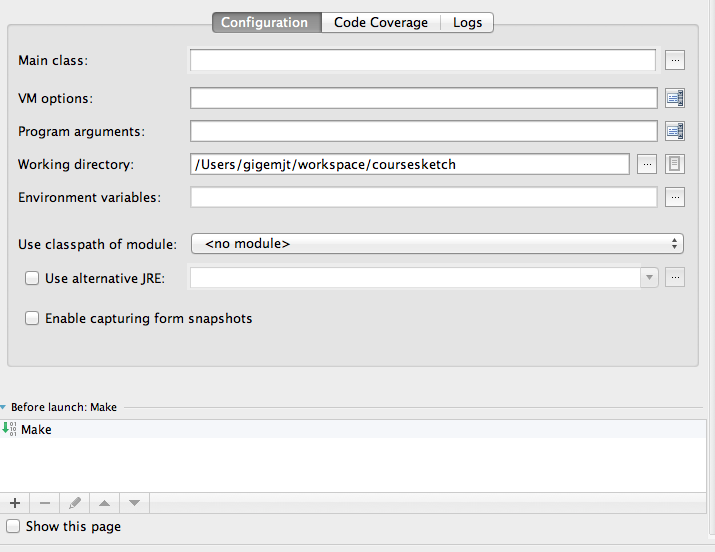 Configuration Code Coverage Logs
Main class: ...
VM options:
Program arguments:
Working directory: /Users/gigemjt/workspace/coursesketch ...
Environment variables: ...
Use classpath of module: <no module>
Use alternative JRE: ...
Enable capturing form snapshots
Before launch: Make
Make
Show this page